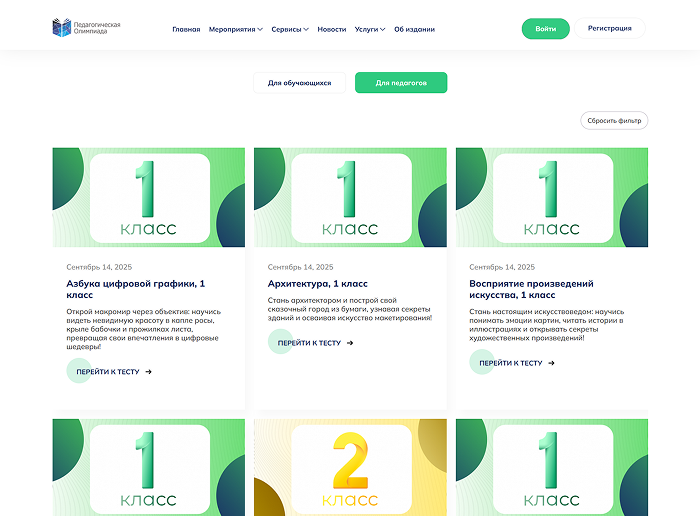 Педагогическая
Олимпиада
Главная Мероприятия Сервисы Новости Услуги Об издании
Войти
Регистрация
Для обучающихся
Для педагогов
Сбросить фильтр
1
класс
Сентябрь 14, 2025
Азбука цифровой графики, 1
класс
Открой макромир через объектив: научись
видеть невидимую красоту в капле росы,
крыле бабочки и прожилках листа,
превращая свои впечатления в цифровые
шедевры!
ПЕРЕЙТИ К ТЕСТУ →
1
класс
Сентябрь 14, 2025
Архитектура, 1 класс
Стань архитектором и построй свой
сказочный город из бумаги, узнавая секреты
зданий и осваивая искусство макетирования!
ПЕРЕЙТИ К ТЕСТУ →
1
класс
Сентябрь 14, 2025
Восприятие произведений
искусства, 1 класс
Стань настоящим искусствоведом: научись
понимать эмоции картин, читать истории в
иллюстрациях и открывать секреты
художественных произведений!
ПЕРЕЙТИ К ТЕСТУ →
1
класс
2
класс
1
класс